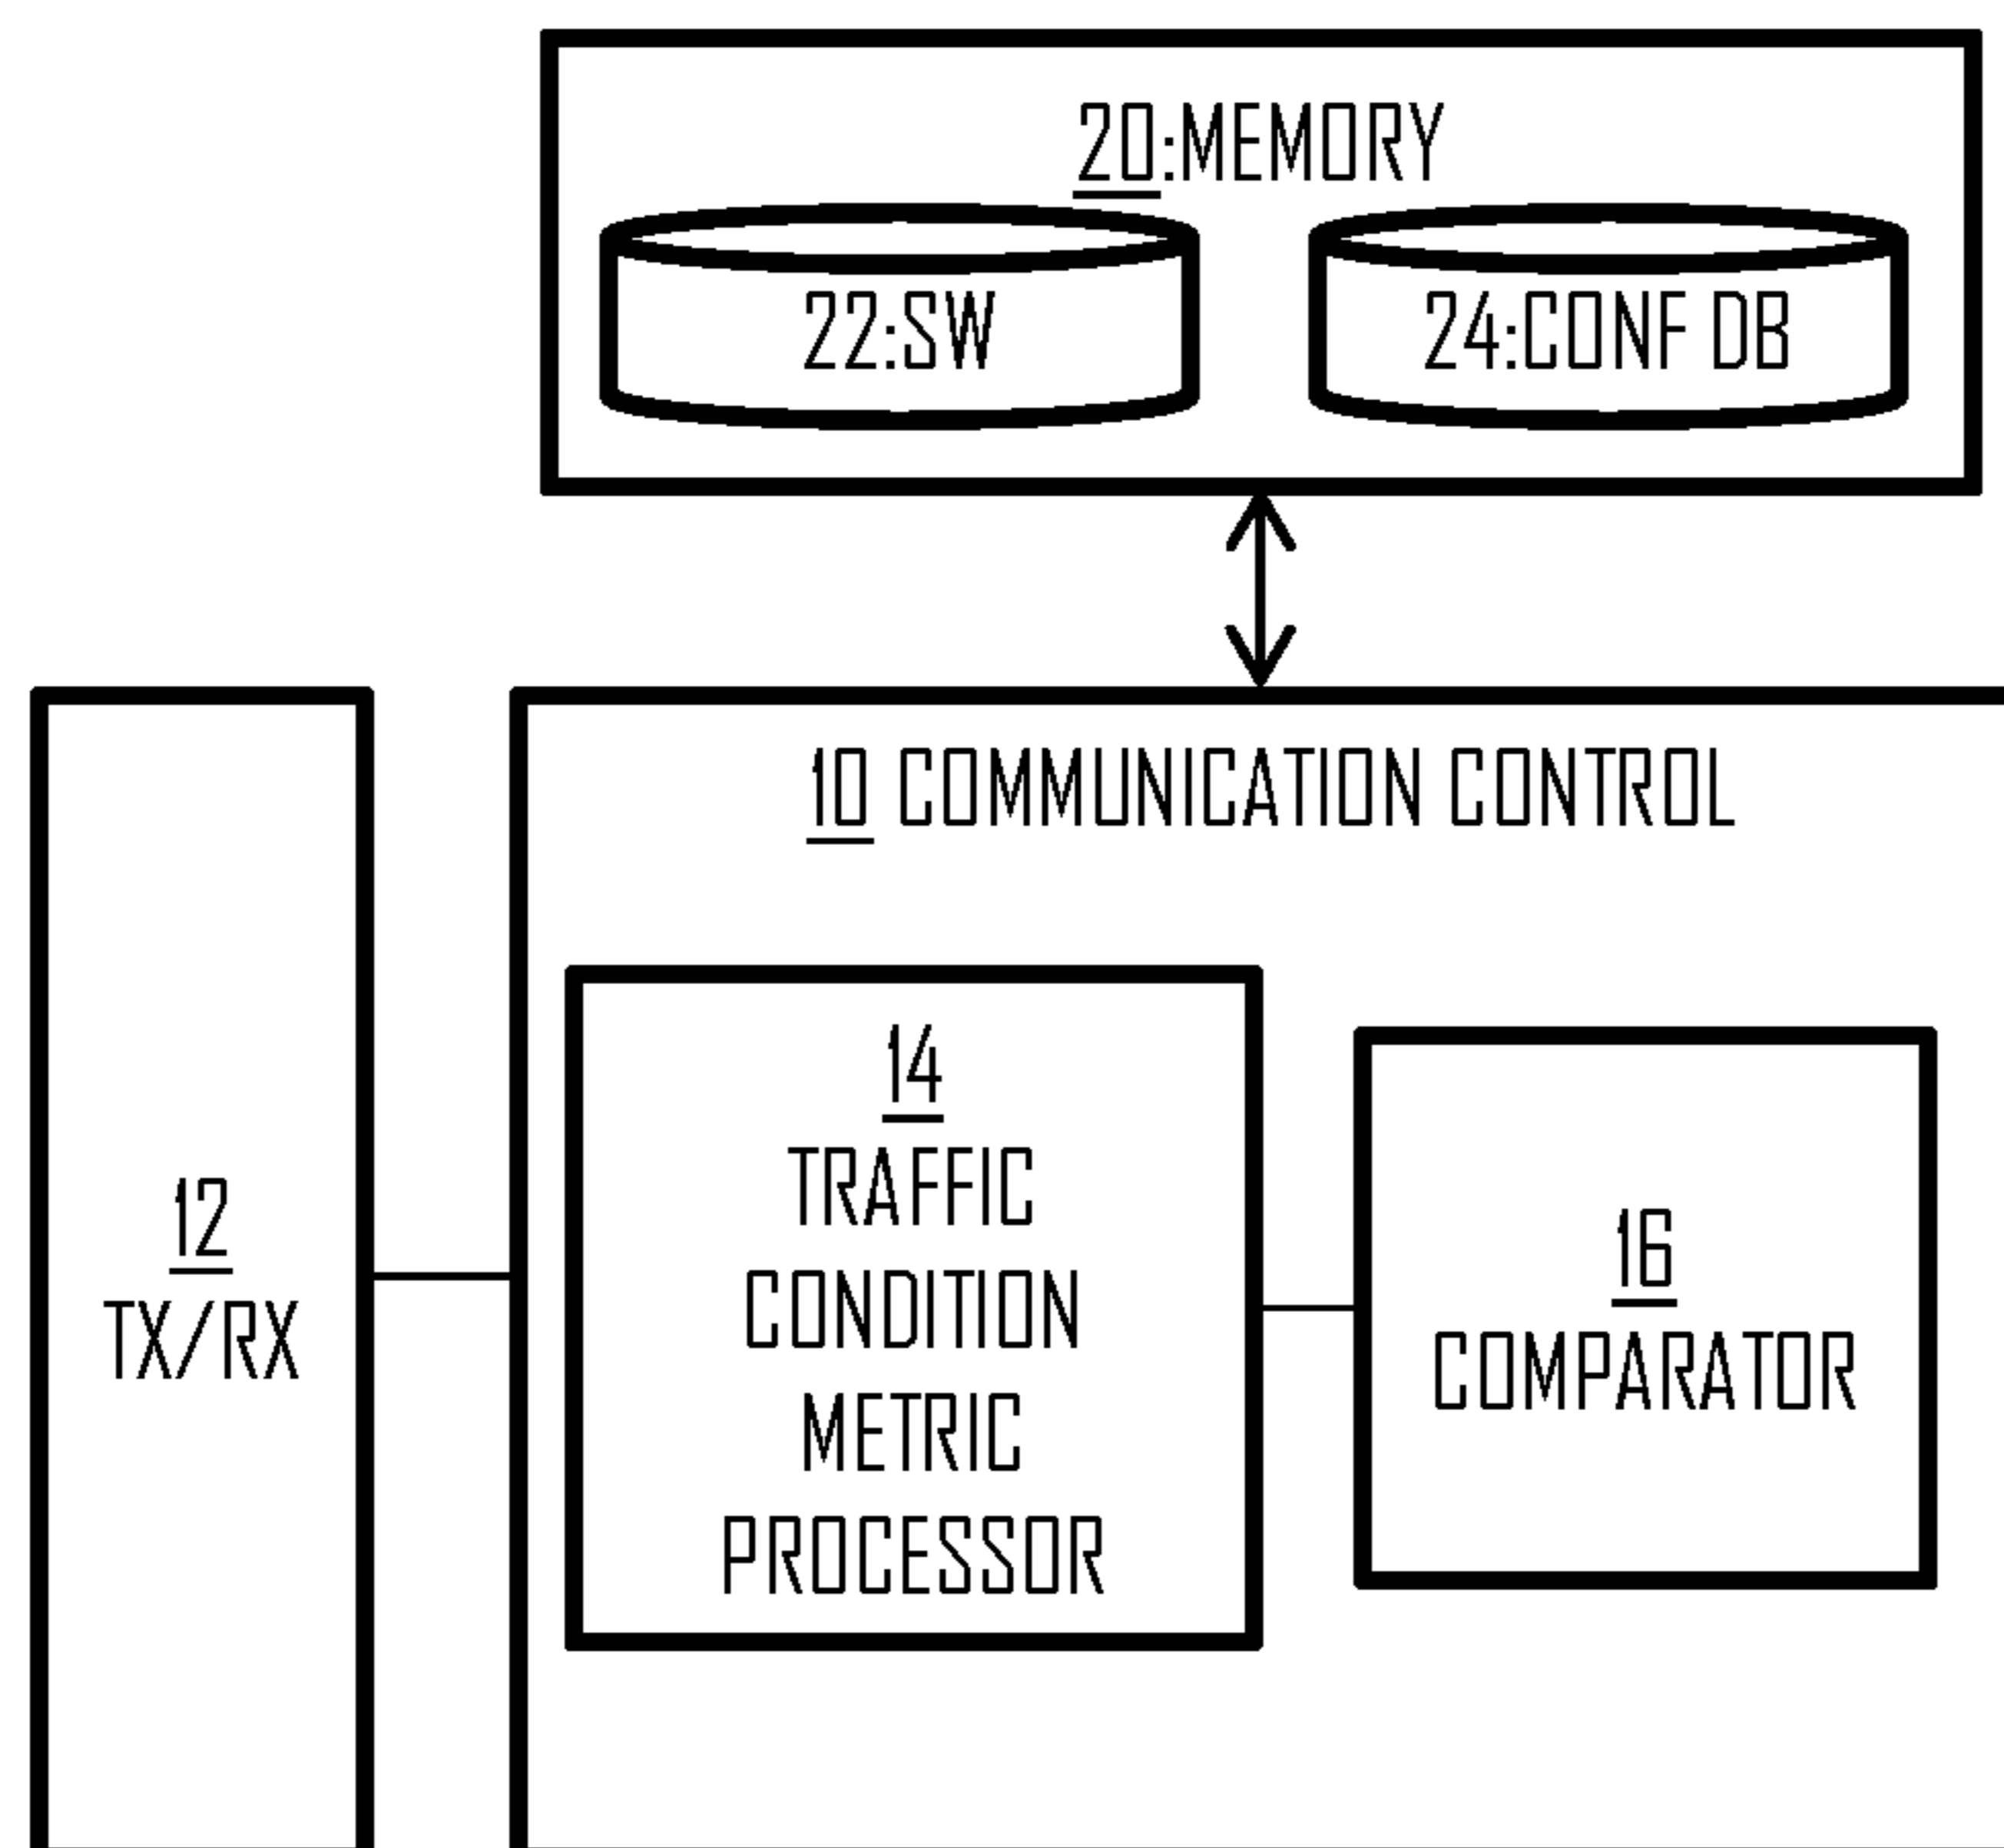 20:MEMORY
22:SW
24:CONF DB
10 COMMUNICATION CONTROL
12
TX/RX
14
TRAFFIC
CONDITION
METRIC
PROCESSOR
16
COMPARATOR